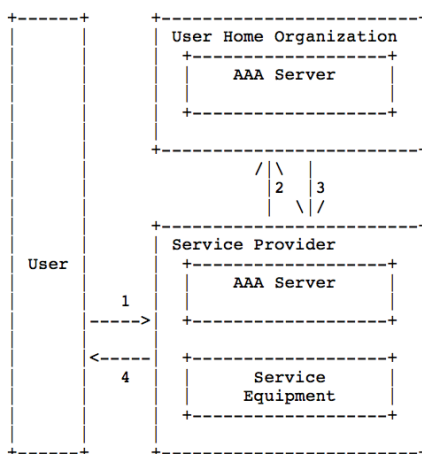 User Home Organization
AAA Server
2 3
Service Provider
User
AAA Server
1
4
Service
Equipment